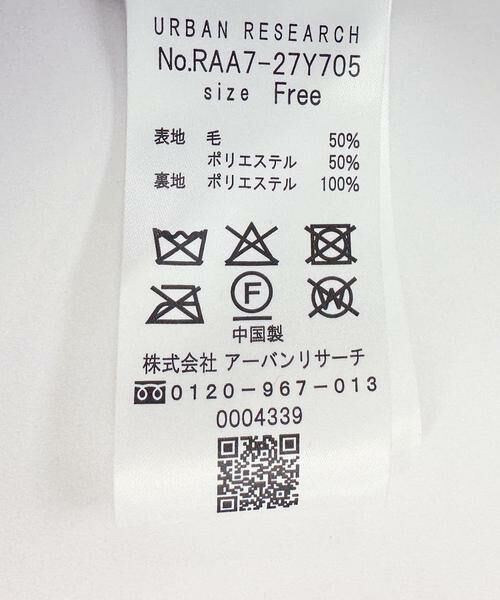 URBAN RESEARCH
No.RAA7-27Y705
size Free
表地 毛 50%
ポリエステル 50%
裏地 ポリエステル 100%
F
W
中国製
株式会社 アーバンリサーチ
0120-967-013
0004339